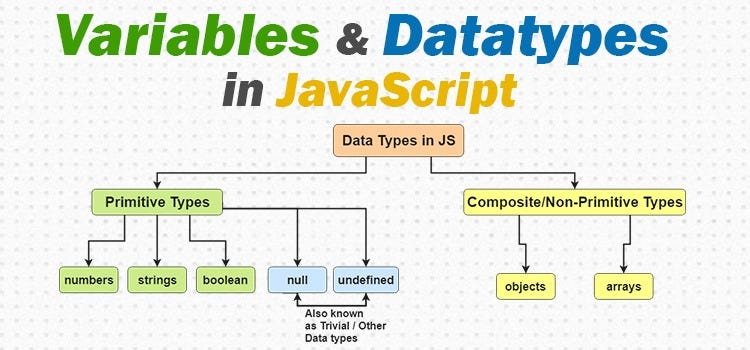 Variables & Datatypes
in JavaScript
Data Types in JS
Primitive Types
Composite/Non-Primitive Types
numbers
strings
boolean
null
undefined
objects
arrays
Also known
as Trivial / Other
Data types